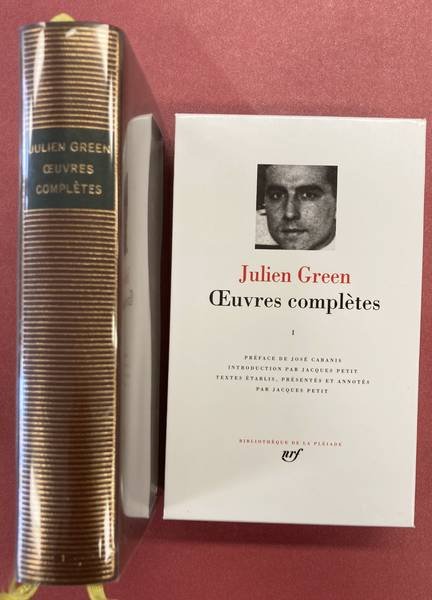 JULIEN GREEN
ŒUVRES
COMPLÈTES
Julien Green
Œuvres complètes
I
PRÉFACE DE JOSÉ CABANIS
INTRODUCTION PAR JACQUES PETIT
TEXTES ÉTABLIS, PRÉSENTÉS ET ANNOTÉS
PAR JACQUES PETIT
BIBLIOTHÈQUE DE LA PLÉIADE
nrf